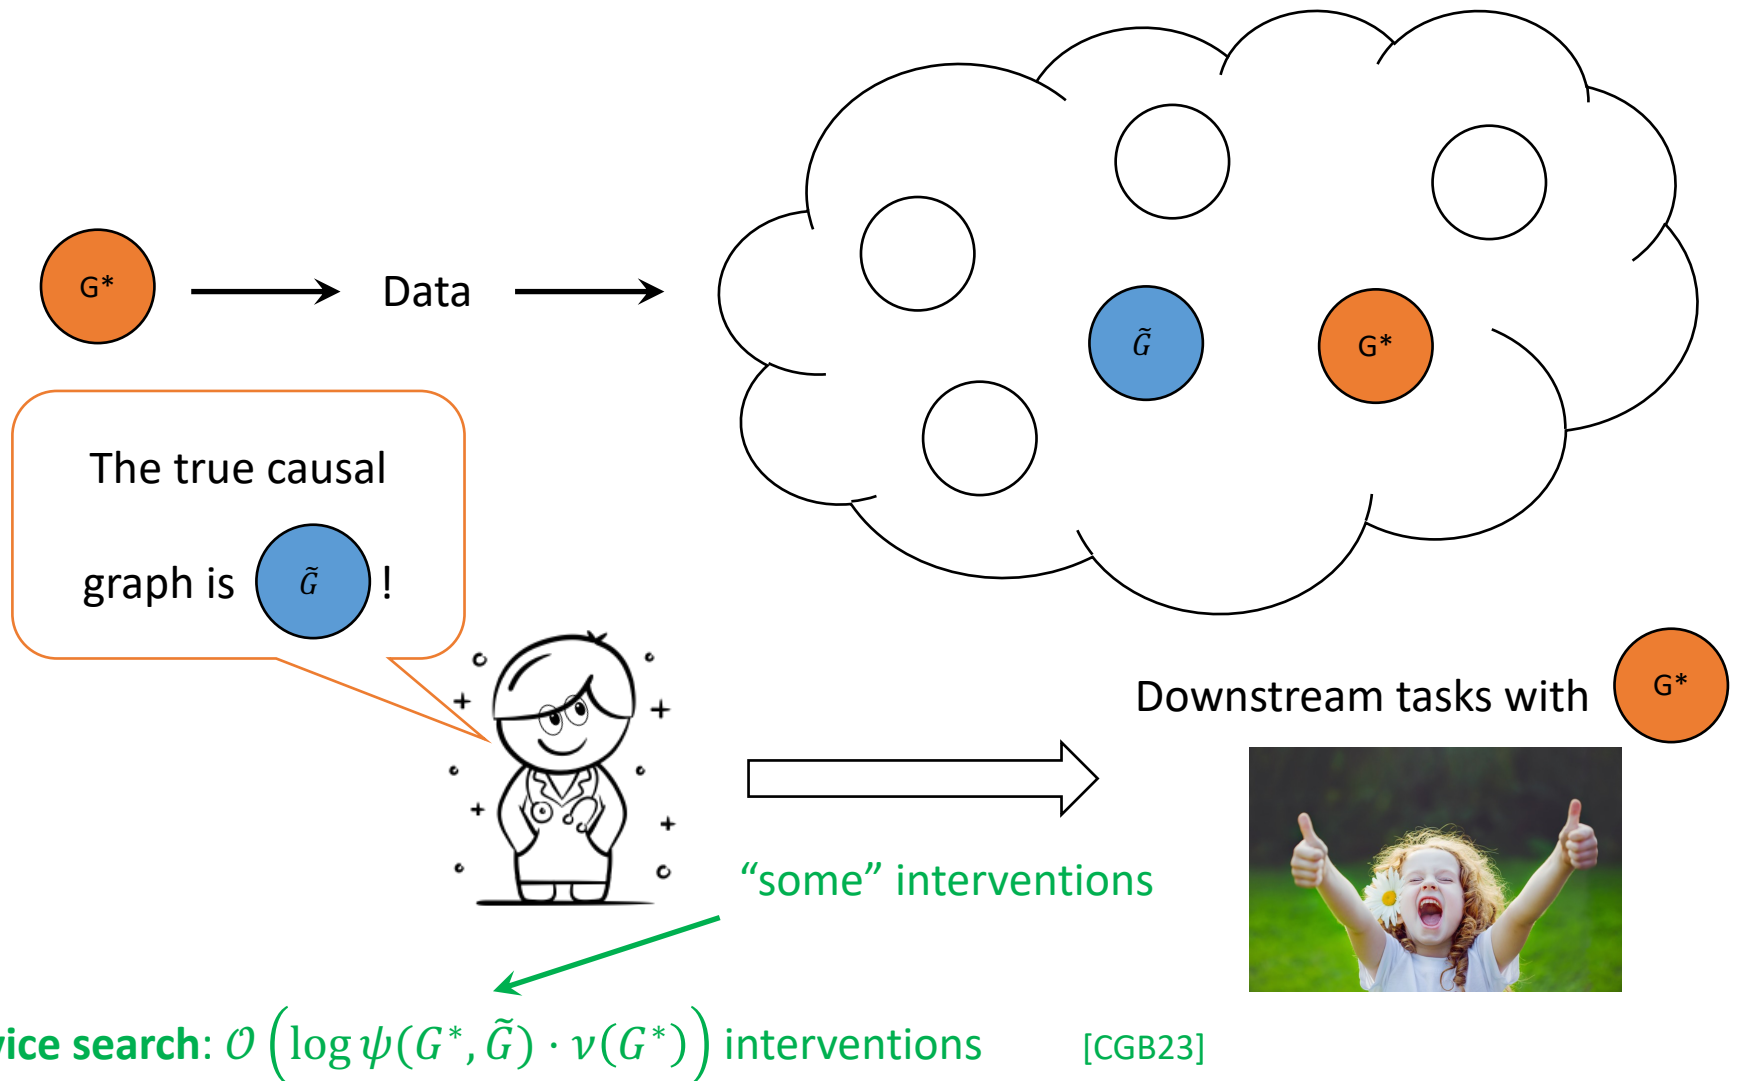 G*
Data
G̃
G*
The true causal
graph is G̃ !
Downstream tasks with G*
“some” interventions
vice search: 𝒪(log ψ(G*, G̃) · ν(G*)) interventions [CGB23]